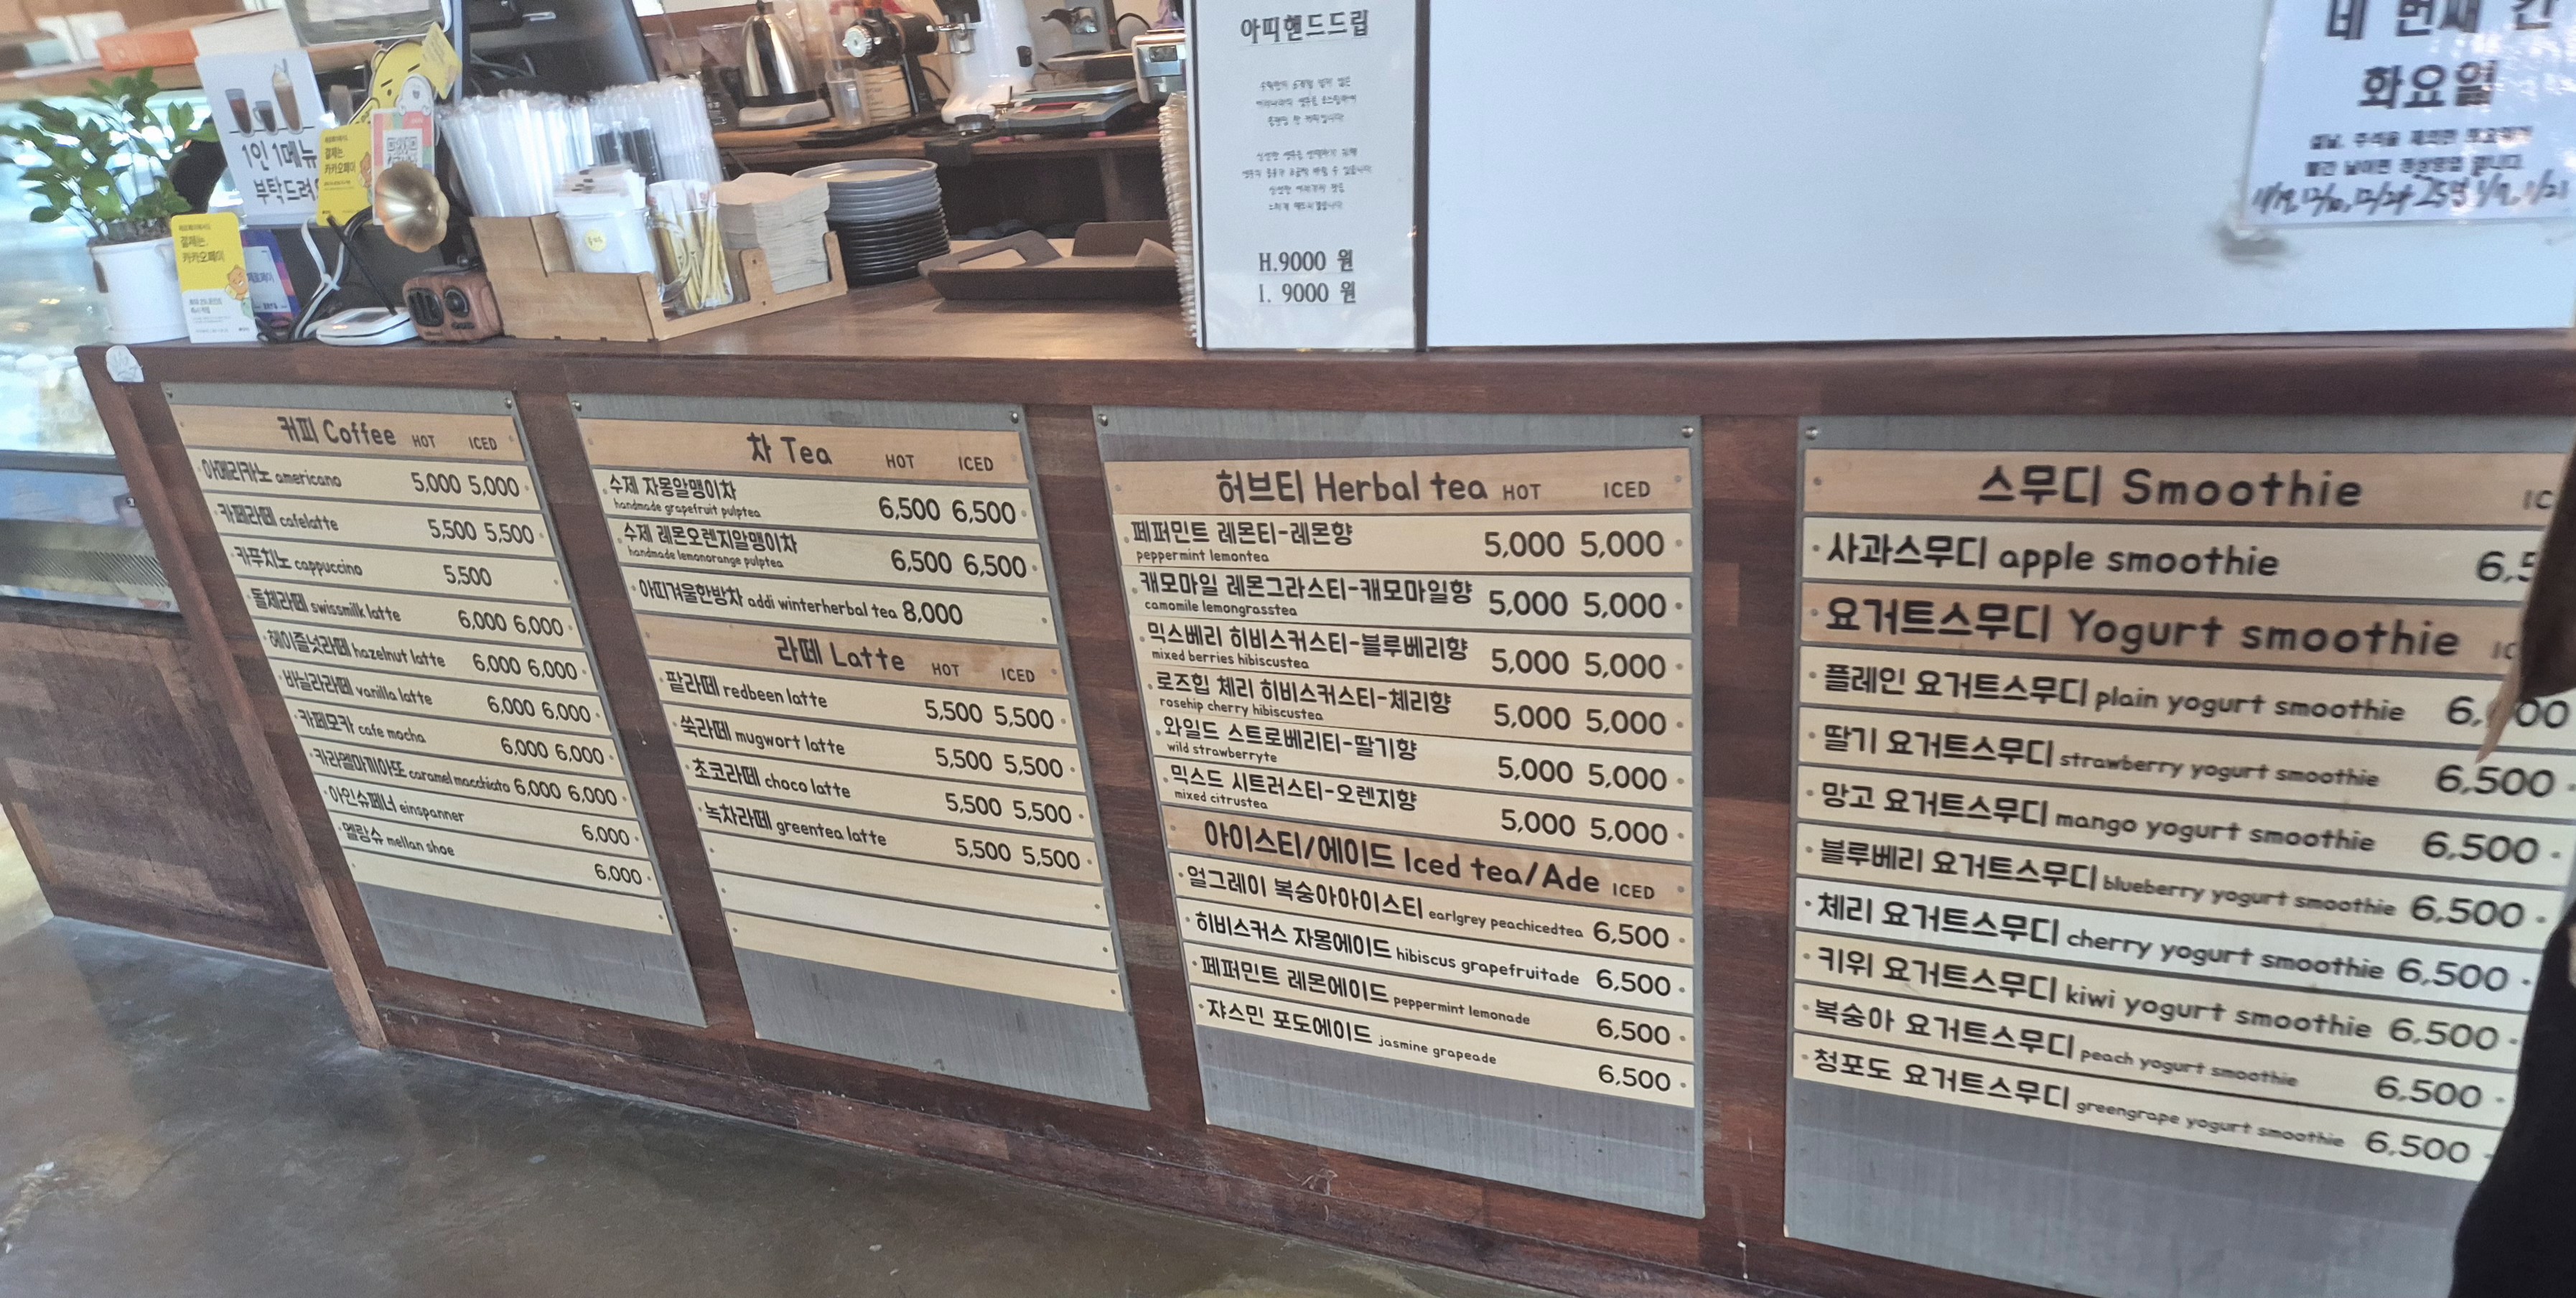 1인 1메뉴
결제는
카카오페이
결제는
카카오페이
아띠핸드드립
H.9000 원
I. 9000 원
네 번째
화요일
커피 Coffee HOT ICED
아메리카노 americano 5,000 5,000
카페라떼 cafelatte 5,500 5,500
카푸치노 cappuccino 5,500
돌체라떼 swissmilk latte 6,000 6,000
헤이즐넛라떼 hazelnut latte 6,000 6,000
바닐라라떼 vanilla latte 6,000 6,000
카페모카 cafe mocha 6,000 6,000
카라멜마끼아또 caramel macchiato 6,000 6,000
아인슈페너 einspanner 6,000
멜랑슈 mellan shoe 6,000
차 Tea HOT ICED
수제 자몽알맹이차 6,500 6,500
handmade grapefruit pulptea
수제 레몬오렌지알맹이차 6,500 6,500
handmade lemonorange pulptea
아띠겨울한방차 addi winterherbal tea 8,000
라떼 Latte HOT ICED
팥라떼 redbeen latte 5,500 5,500
쑥라떼 mugwort latte 5,500 5,500
초코라떼 choco latte 5,500 5,500
녹차라떼 greentea latte 5,500 5,500
허브티 Herbal tea HOT ICED
페퍼민트 레몬티-레몬향 5,000 5,000
peppermint lemontea
캐모마일 레몬그라스티-캐모마일향 5,000 5,000
camomile lemongrasstea
믹스베리 히비스커스티-블루베리향 5,000 5,000
mixed berries hibiscustea
로즈힙 체리 히비스커스티-체리향 5,000 5,000
rosehip cherry hibiscustea
와일드 스트로베리티-딸기향 5,000 5,000
wild strawberryte
믹스드 시트러스티-오렌지향 5,000 5,000
mixed citrustea
아이스티/에이드 Iced tea/Ade ICED
얼그레이 복숭아아이스티 earlgrey peachicedtea 6,500
히비스커스 자몽에이드 hibiscus grapefruitade 6,500
페퍼민트 레몬에이드 peppermint lemonade 6,500
쟈스민 포도에이드 jasmine grapeade 6,500
스무디 Smoothie
사과스무디 apple smoothie
요거트스무디 Yogurt smoothie
플레인 요거트스무디 plain yogurt smoothie
딸기 요거트스무디 strawberry yogurt smoothie 6,500
망고 요거트스무디 mango yogurt smoothie 6,500
블루베리 요거트스무디 blueberry yogurt smoothie 6,500
체리 요거트스무디 cherry yogurt smoothie 6,500
키위 요거트스무디 kiwi yogurt smoothie 6,500
복숭아 요거트스무디 peach yogurt smoothie 6,500
청포도 요거트스무디 greengrape yogurt smoothie 6,500